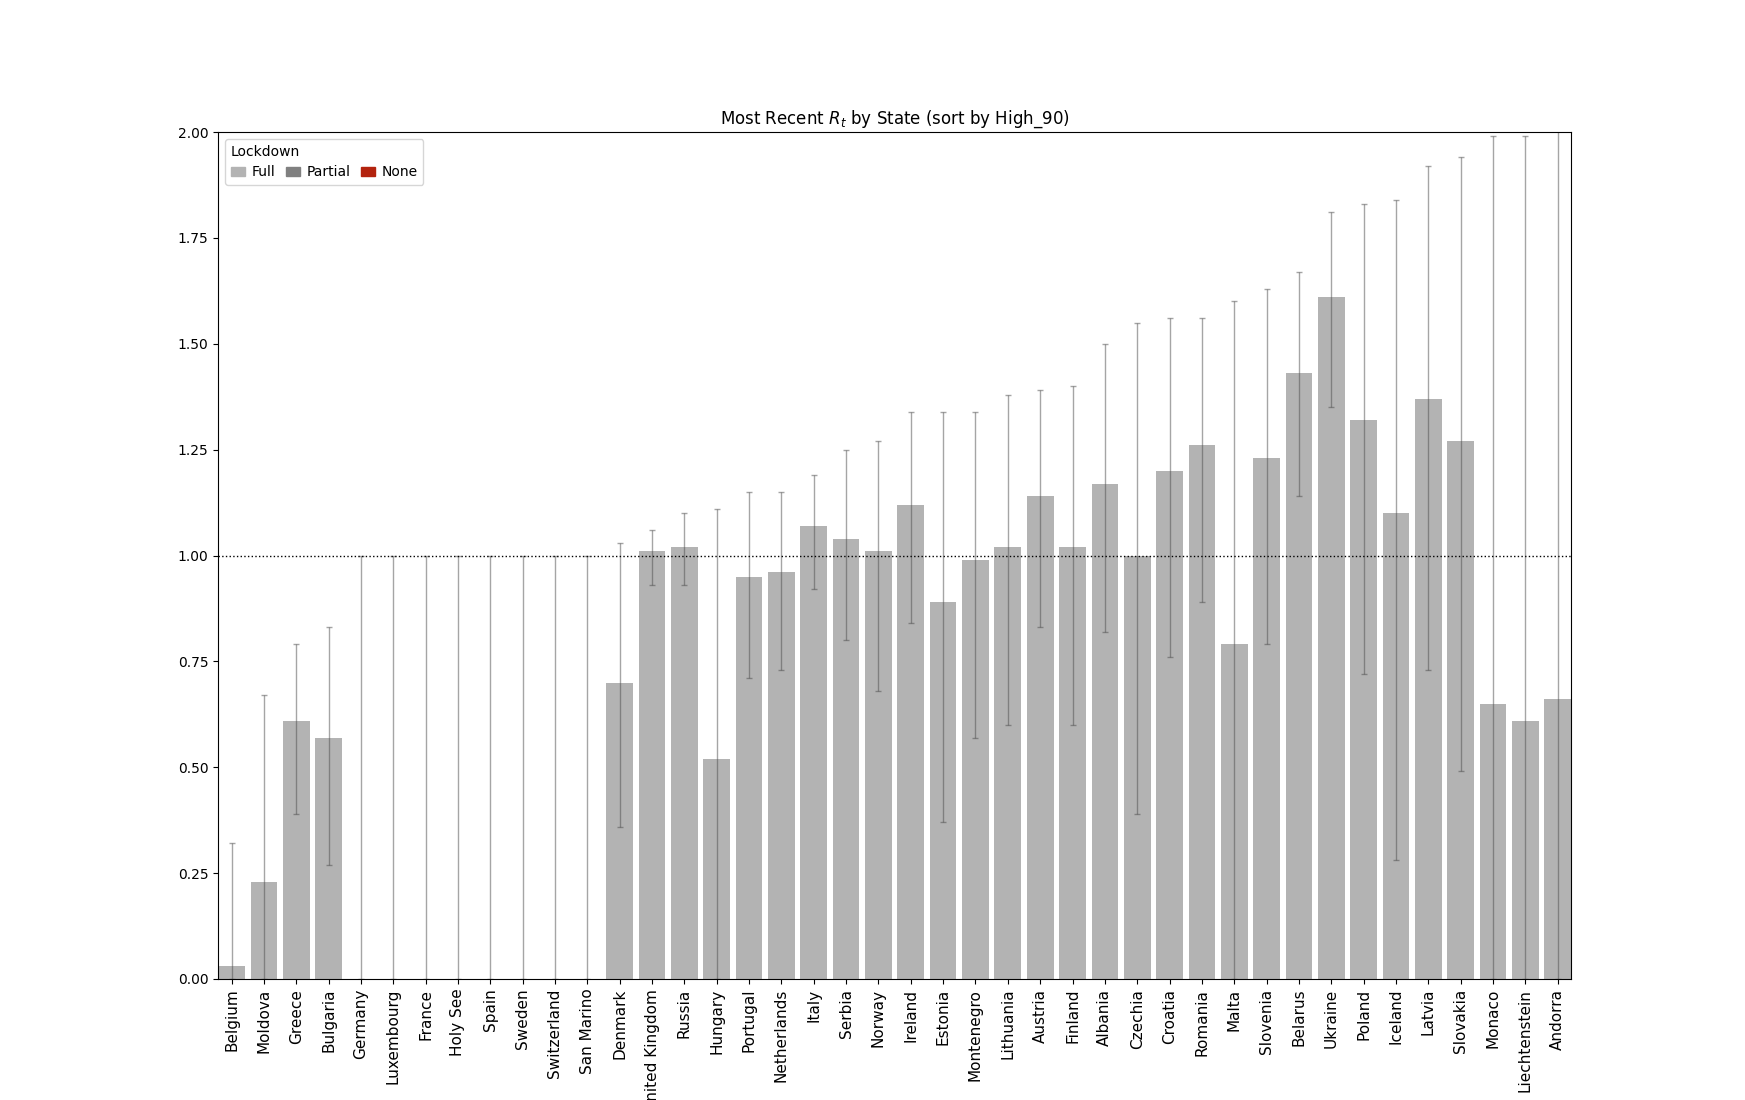 Most Recent R_t by State (sort by High_90)
Lockdown
Full Partial None
2.00
1.75
1.50
1.25
1.00
0.75
0.50
0.25
0.00
Belgium
Moldova
Greece
Bulgaria
Germany
Luxembourg
France
Holy See
Spain
Sweden
Switzerland
San Marino
Denmark
nited Kingdom
Russia
Hungary
Portugal
Netherlands
Italy
Serbia
Norway
Ireland
Estonia
Montenegro
Lithuania
Austria
Finland
Albania
Czechia
Croatia
Romania
Malta
Slovenia
Belarus
Ukraine
Poland
Iceland
Latvia
Slovakia
Monaco
Liechtenstein
Andorra